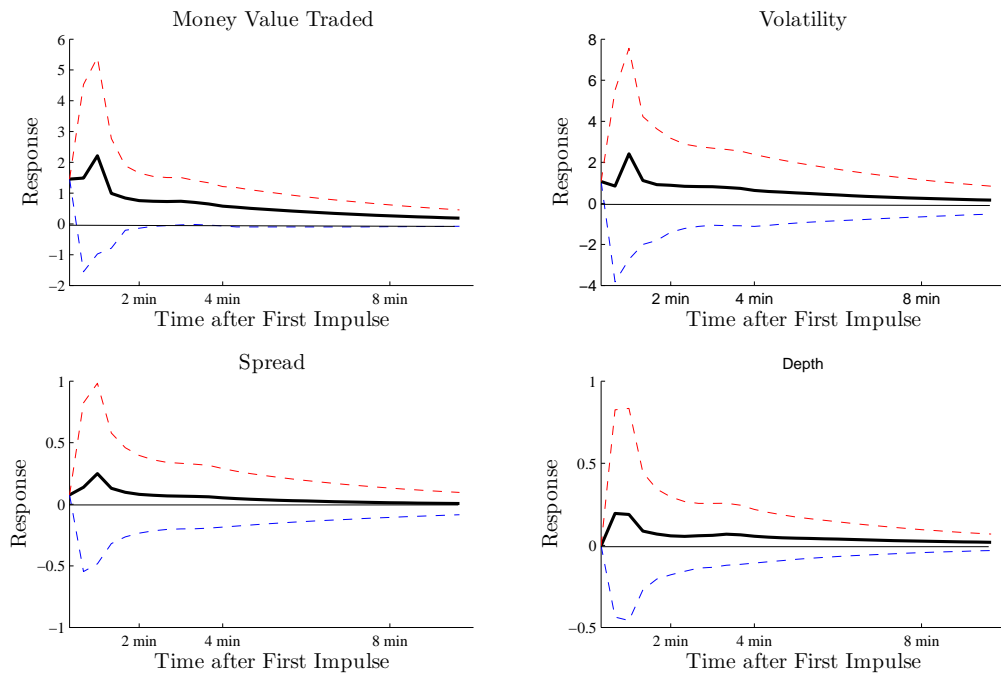 Money Value Traded
6
5
4
3
2
1
0
−1
−2
Response
2 min 4 min 8 min
Time after First Impulse
Volatility
8
6
4
2
0
−2
−4
Response
2 min 4 min 8 min
Time after First Impulse
Spread
1
0.5
0
−0.5
−1
Response
2 min 4 min 8 min
Time after First Impulse
Depth
1
0.5
0
−0.5
Response
2 min 4 min 8 min
Time after First Impulse